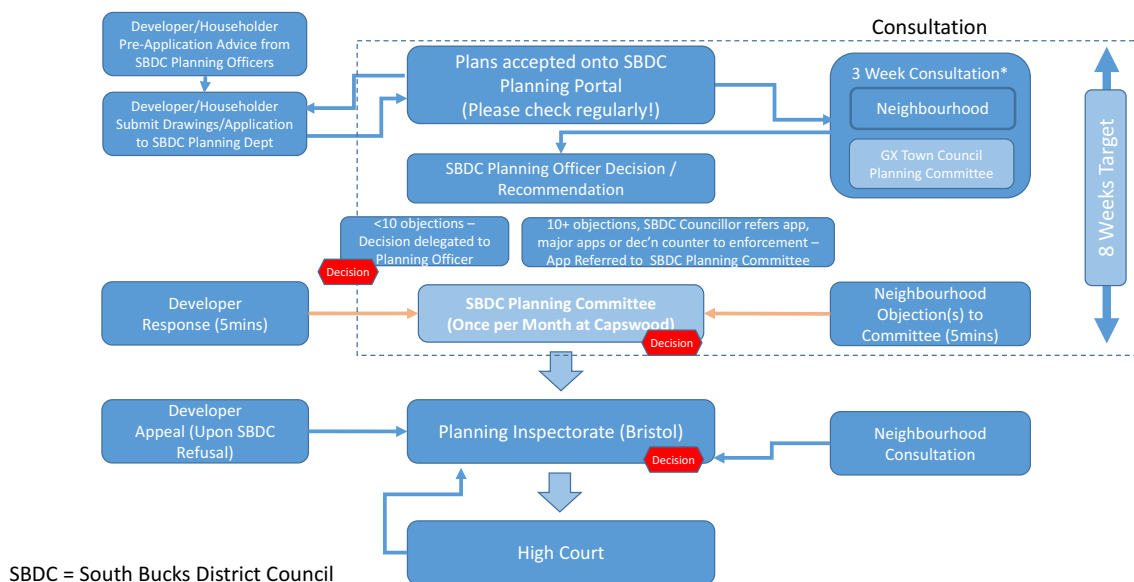 Developer/Householder
Pre-Application Advice from
SBDC Planning Officers
Consultation
Plans accepted onto SBDC
Planning Portal
(Please check regularly!)
3 Week Consultation*
Neighbourhood
GX Town Council
Planning Committee
Developer/Householder
Submit Drawings/Application
to SBDC Planning Dept
SBDC Planning Officer Decision /
Recommendation
8 Weeks Target
<10 objections –
Decision delegated to
Planning Officer
Decision
10+ objections, SBDC Councillor refers app,
major apps or dec'n counter to enforcement –
App Referred to SBDC Planning Committee
Developer
Response (5mins)
SBDC Planning Committee
(Once per Month at Capswood)
Decision
Neighbourhood
Objection(s) to
Committee (5mins)
Developer
Appeal (Upon SBDC
Refusal)
Planning Inspectorate (Bristol)
Decision
Neighbourhood
Consultation
High Court
SBDC = South Bucks District Council